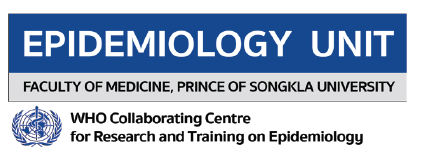 EPIDEMIOLOGY UNIT
FACULTY OF MEDICINE, PRINCE OF SONGKLA UNIVERSITY
WHO Collaborating Centre
for Research and Training on Epidemiology